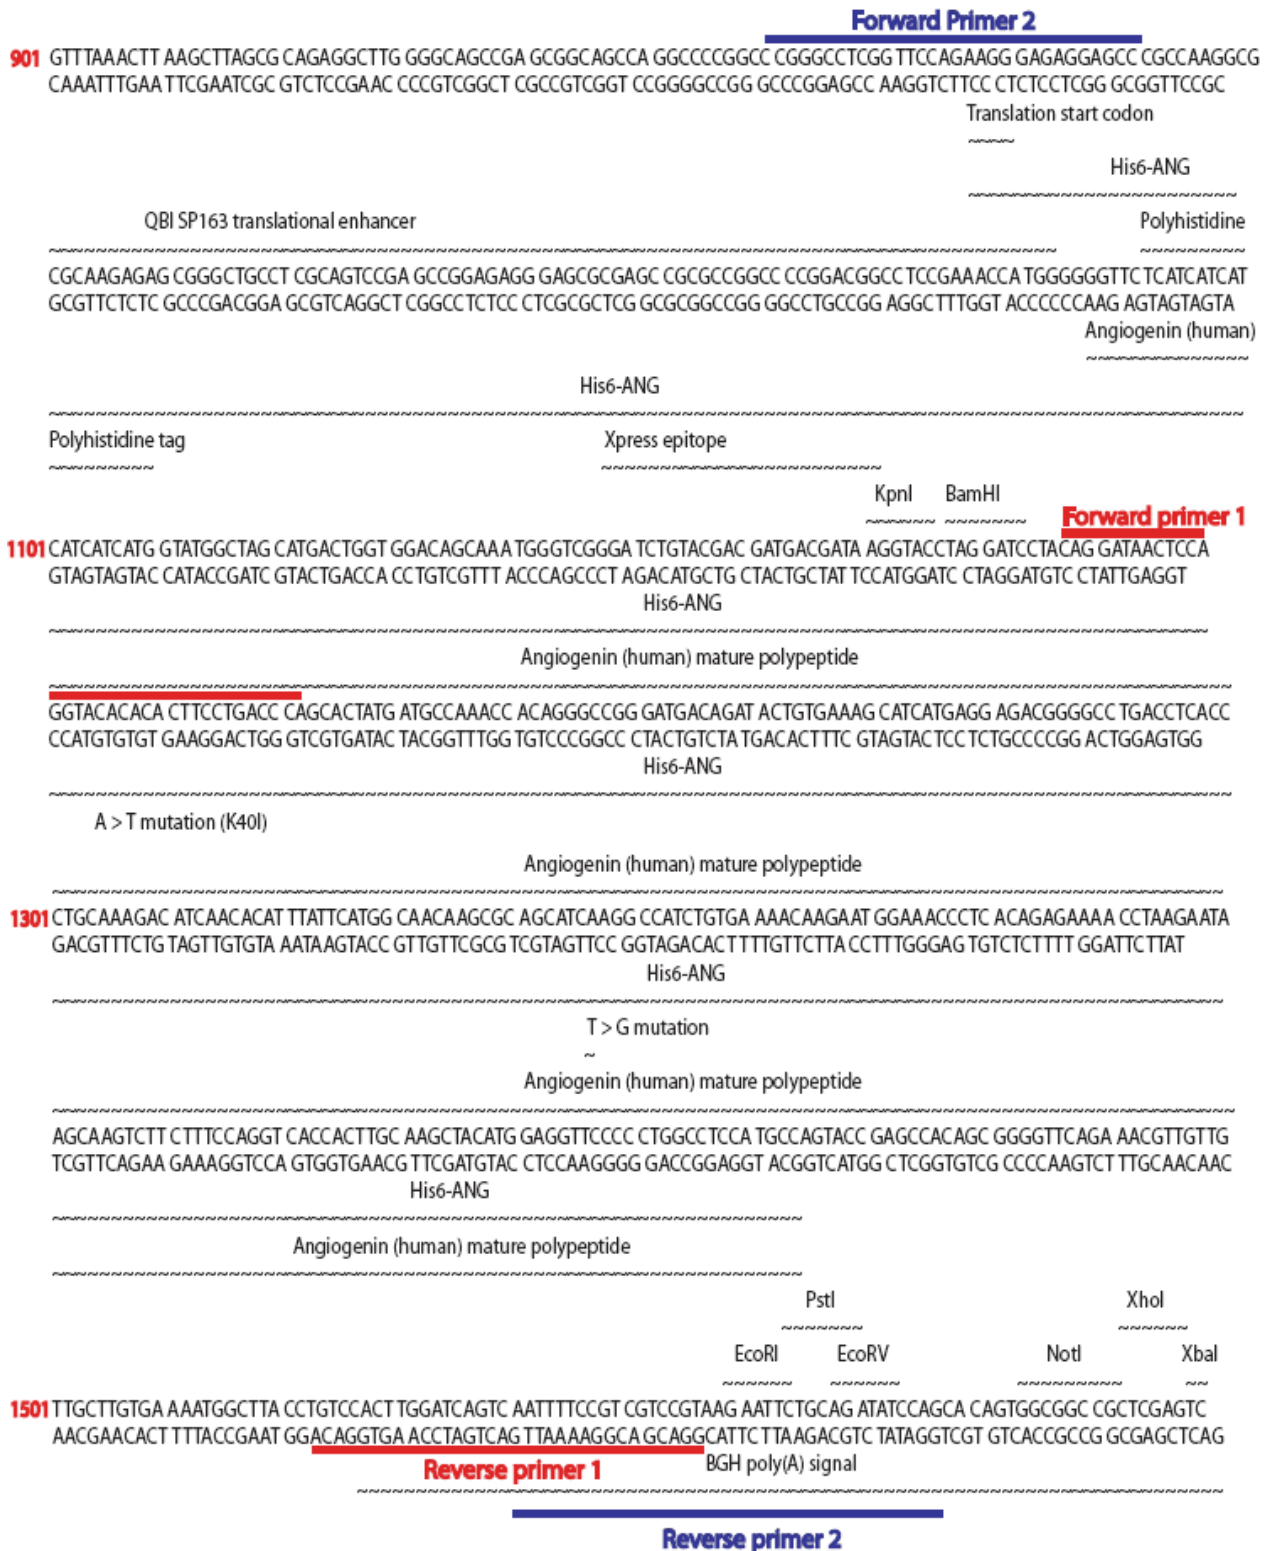 Forward Primer 2
901 GTTTAAACTT AAGCTTAGCG CAGAGGCTTG GGGCAGCCGA GCGGCAGCCA GGCCCCGGCC CGGGCCTCGG TTCCAGAAGG GAGAGGAGCC CGCCAAGGCG
CAAATTTGAA TTCGAATCGC GTCTCCGAAC CCCGTCGGCT CGCCGTCGGT CCGGGGCCGG GCCCGGAGCC AAGGTCTTCC CTCTCCTCGG GCGGTTCCGC
Translation start codon
~~~~
His6-ANG
~~~~~~~~~~~~~~~~~~~~~~~
QBI SP163 translational enhancer Polyhistidine
~~~~~~~~~~~~~~~~~~~~~~~~~~~~~~~~~~~~~~~~~~~~~~~~~~~~~~~~~~~~~~~~~~~~~~~~~~~~~~~~~~~~~~ ~~~~~~~~~
CGCAAGAGAG CGGGCTGCCT CGCAGTCCGA GCCGGAGAGG GAGCGCGAGC CGCGCCGGCC CCGGACGGCC TCCGAAACCA TGGGGGGTTC TCATCATCAT
GCGTTCTCTC GCCCGACGGA GCGTCAGGCT CGGCCTCTCC CTCGCGCTCG GCGCGGCCGG GGCCTGCCGG AGGCTTTGGT ACCCCCCAAG AGTAGTAGTA
Angiogenin (human)
~~~~~~~~~~~~~~
His6-ANG
~~~~~~~~~~~~~~~~~~~~~~~~~~~~~~~~~~~~~~~~~~~~~~~~~~~~~~~~~~~~~~~~~~~~~~~~~~~~~~~~~~~~~~~~~~~~~~~~~~~~
Polyhistidine tag Xpress epitope
~~~~~~~~~ ~~~~~~~~~~~~~~~~~~~~~~~~
KpnI BamHI
~~~~~~ ~~~~~~~
Forward primer 1
1101 CATCATCATG GTATGGCTAG CATGACTGGT GGACAGCAAA TGGGTCGGGA TCTGTACGAC GATGACGATA AGGTACCTAG GATCCTACAG GATAACTCCA
GTAGTAGTAC CATACCGATC GTACTGACCA CCTGTCGTTT ACCCAGCCCT AGACATGCTG CTACTGCTAT TCCATGGATC CTAGGATGTC CTATTGAGGT
His6-ANG
~~~~~~~~~~~~~~~~~~~~~~~~~~~~~~~~~~~~~~~~~~~~~~~~~~~~~~~~~~~~~~~~~~~~~~~~~~~~~~~~~~~~~~~~~~~~~~~~~~~~
Angiogenin (human) mature polypeptide
~~~~~~~~~~~~~~~~~~~~~~~~~~~~~~~~~~~~~~~~~~~~~~~~~~~~~~~~~~~~~~~~~~~~~~~~~~~~~~~~~~~~~~~~~~~~~~~~~~~~
GGTACACACA CTTCCTGACC CAGCACTATG ATGCCAAACC ACAGGGCCGG GATGACAGAT ACTGTGAAAG CATCATGAGG AGACGGGGCC TGACCTCACC
CCATGTGTGT GAAGGACTGG GTCGTGATAC TACGGTTTGG TGTCCCGGCC CTACTGTCTA TGACACTTTC GTAGTACTCC TCTGCCCCGG ACTGGAGTGG
His6-ANG
~~~~~~~~~~~~~~~~~~~~~~~~~~~~~~~~~~~~~~~~~~~~~~~~~~~~~~~~~~~~~~~~~~~~~~~~~~~~~~~~~~~~~~~~~~~~~~~~~~~~
A > T mutation (K40I)
Angiogenin (human) mature polypeptide
~~~~~~~~~~~~~~~~~~~~~~~~~~~~~~~~~~~~~~~~~~~~~~~~~~~~~~~~~~~~~~~~~~~~~~~~~~~~~~~~~~~~~~~~~~~~~~~~~~~~
1301 CTGCAAAGAC ATCAACACAT TTATTCATGG CAACAAGCGC AGCATCAAGG CCATCTGTGA AAACAAGAAT GGAAACCCTC ACAGAGAAAA CCTAAGAATA
GACGTTTCTG TAGTTGTGTA AATAAGTACC GTTGTTCGCG TCGTAGTTCC GGTAGACACT TTTGTTCTTA CCTTTGGGAG TGTCTCTTTT GGATTCTTAT
His6-ANG
~~~~~~~~~~~~~~~~~~~~~~~~~~~~~~~~~~~~~~~~~~~~~~~~~~~~~~~~~~~~~~~~~~~~~~~~~~~~~~~~~~~~~~~~~~~~~~~~~~~~
T > G mutation
~
Angiogenin (human) mature polypeptide
~~~~~~~~~~~~~~~~~~~~~~~~~~~~~~~~~~~~~~~~~~~~~~~~~~~~~~~~~~~~~~~~~~~~~~~~~~~~~~~~~~~~~~~~~~~~~~~~~~~~
AGCAAGTCTT CTTTCCAGGT CACCACTTGC AAGCTACATG GAGGTTCCCC CTGGCCTCCA TGCCAGTACC GAGCCACAGC GGGGTTCAGA AACGTTGTTG
TCGTTCAGAA GAAAGGTCCA GTGGTGAACG TTCGATGTAC CTCCAAGGGG GACCGGAGGT ACGGTCATGG CTCGGTGTCG CCCCAAGTCT TTGCAACAAC
His6-ANG
~~~~~~~~~~~~~~~~~~~~~~~~~~~~~~~~~~~~~~~~~~~~~~~~~~~~~~~~~~~~~~~~
Angiogenin (human) mature polypeptide
~~~~~~~~~~~~~~~~~~~~~~~~~~~~~~~~~~~~~~~~~~~~~~~~~~~~~~~~~~~~~~~~
PstI XhoI
~~~~~~~ ~~~~~~
EcoRI EcoRV NotI XbaI
~~~~~~ ~~~~~~ ~~~~~~~~~ ~~
1501 TTGCTTGTGA AAATGGCTTA CCTGTCCACT TGGATCAGTC AATTTTCCGT CGTCCGTAAG AATTCTGCAG ATATCCAGCA CAGTGGCGGC CGCTCGAGTC
AACGAACACT TTTACCGAAT GGACAGGTGA ACCTAGTCAG TTAAAAGGCA GCAGGCATTC TTAAGACGTC TATAGGTCGT GTCACCGCCG GCGAGCTCAG
Reverse primer 1 BGH poly(A) signal
~~~~~~~~~~~~~~~~~~~~~~~~~~~~~~~~~~~~~~~~~~~~~~~~~~~~~~~~~~~~~~~~~~~~~~~~~~
Reverse primer 2